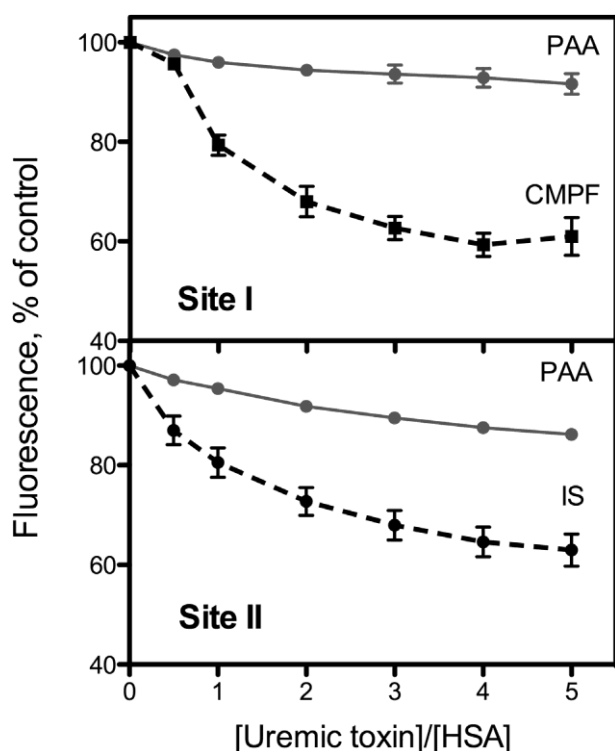 Fluorescence, % of control
100
80
60
40
PAA
CMPF
Site I
100
80
60
40
PAA
IS
Site II
0 1 2 3 4 5
[Uremic toxin]/[HSA]